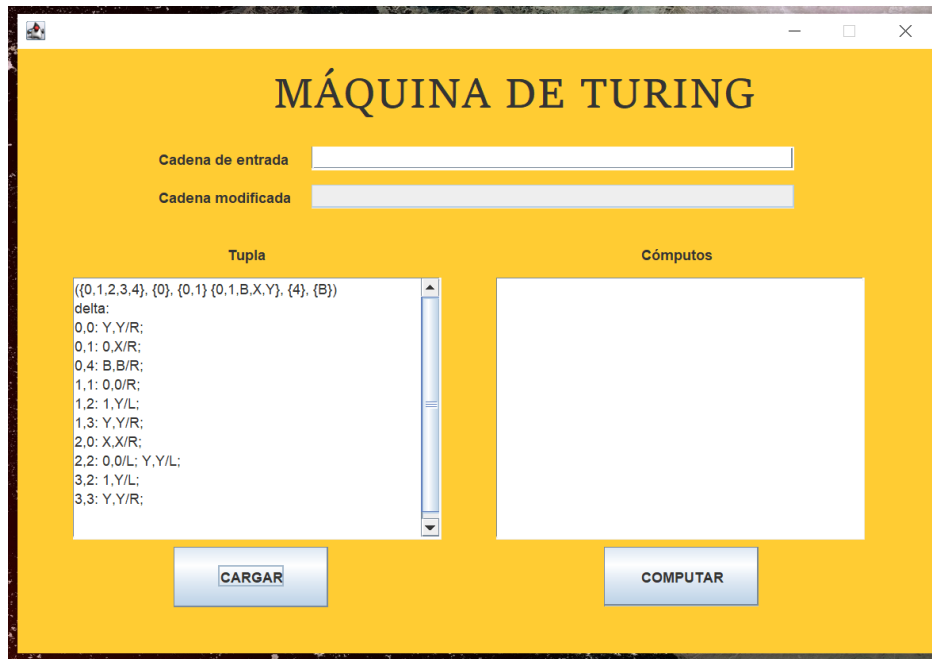 MÁQUINA DE TURING
Cadena de entrada
Cadena modificada
Tupla
Cómputos
({0,1,2,3,4}, {0}, {0,1} {0,1,B,X,Y}, {4}, {B})
delta:
0,0: Y,Y/R;
0,1: 0,X/R;
0,4: B,B/R;
1,1: 0,0/R;
1,2: 1,Y/L;
1,3: Y,Y/R;
2,0: X,X/R;
2,2: 0,0/L; Y,Y/L;
3,2: 1,Y/L;
3,3: Y,Y/R;
CARGAR
COMPUTAR